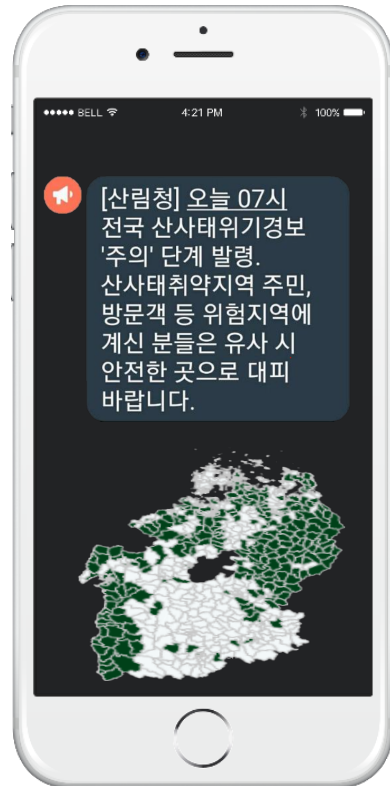 BELL 4:21 PM 100%
[산림청] 오늘 07시
전국 산사태위기경보
'주의' 단계 발령.
산사태취약지역 주민,
방문객 등 위험지역에
계신 분들은 유사 시
안전한 곳으로 대피
바랍니다.